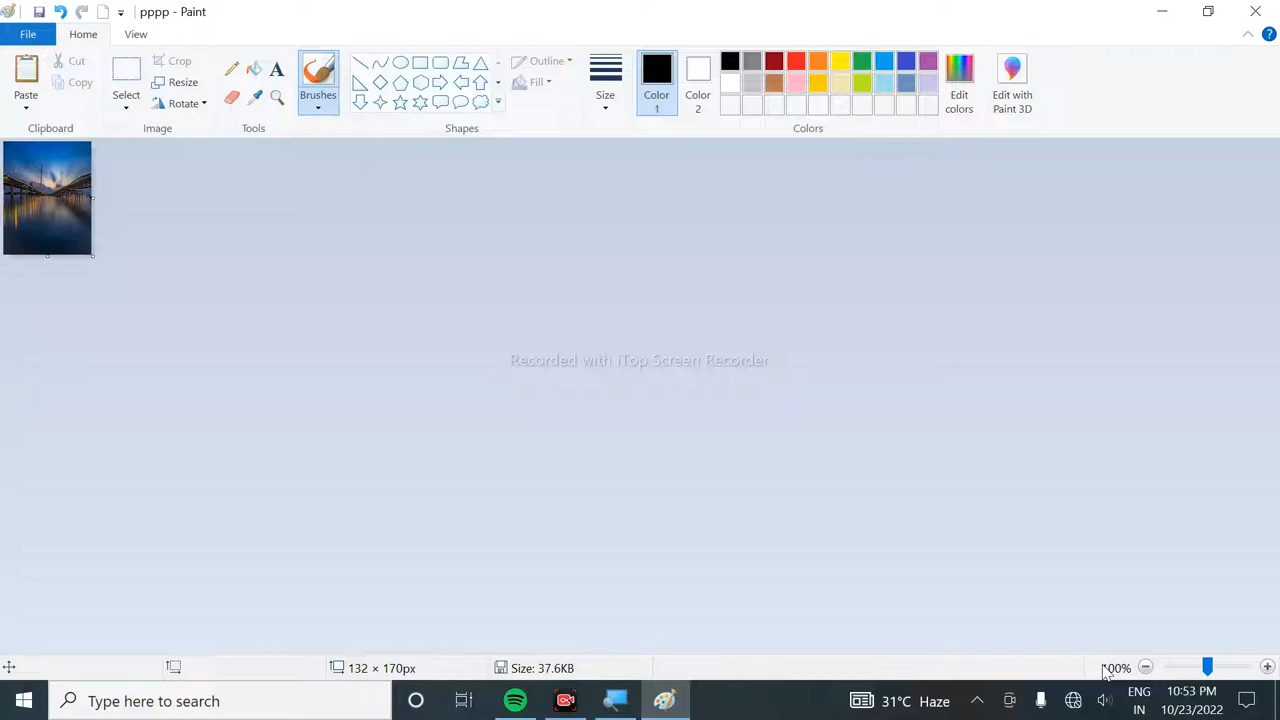 pppp - Paint
File
Home
View
Paste
Cut
Copy
Clipboard
Select
Crop
Resize
Rotate
Image
A
Tools
Brushes
Shapes
Outline
Fill
Size
Color
1
Color
2
Edit
colors
Edit with
Paint 3D
Colors
Recorded with iTop Screen Recorder
132 × 170px
Size: 37.6KB
100%
Type here to search
31°C Haze
ENG
IN
10:53 PM
10/23/2022